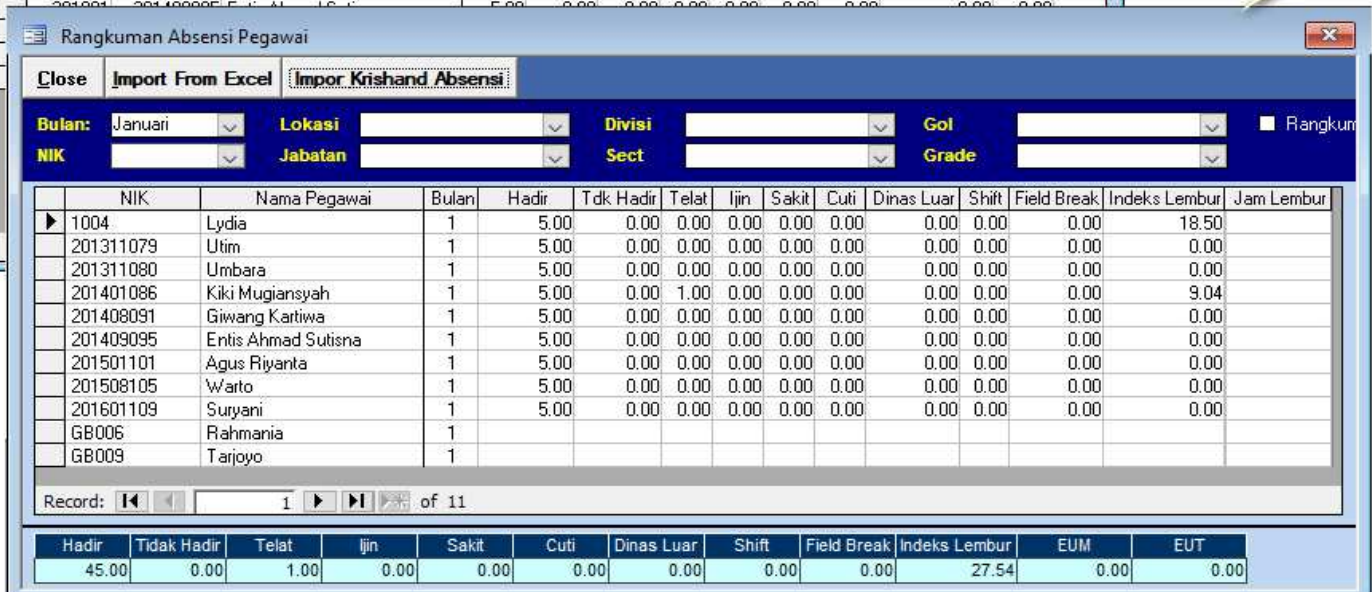 Rangkuman Absensi Pegawai
Close Import From Excel Impor Krishand Absensi
Bulan: Januari Lokasi Divisi Gol Rangkum
NIK Jabatan Sect Grade
NIK Nama Pegawai Bulan Hadir Tdk Hadir Telat Ijin Sakit Cuti Dinas Luar Shift Field Break Indeks Lembur Jam Lembur
1004 Lydia 1 5.00 0.00 0.00 0.00 0.00 0.00 0.00 0.00 0.00 18.50
201311079 Utim 1 5.00 0.00 0.00 0.00 0.00 0.00 0.00 0.00 0.00 0.00
201311080 Umbara 1 5.00 0.00 0.00 0.00 0.00 0.00 0.00 0.00 0.00 0.00
201401086 Kiki Mugiansyah 1 5.00 0.00 1.00 0.00 0.00 0.00 0.00 0.00 0.00 9.04
201408091 Giwang Kartiwa 1 5.00 0.00 0.00 0.00 0.00 0.00 0.00 0.00 0.00 0.00
201409095 Entis Ahmad Sutisna 1 5.00 0.00 0.00 0.00 0.00 0.00 0.00 0.00 0.00 0.00
201501101 Agus Riyanta 1 5.00 0.00 0.00 0.00 0.00 0.00 0.00 0.00 0.00 0.00
201508105 Warto 1 5.00 0.00 0.00 0.00 0.00 0.00 0.00 0.00 0.00 0.00
201601109 Suryani 1 5.00 0.00 0.00 0.00 0.00 0.00 0.00 0.00 0.00 0.00
GB006 Rahmania 1
GB009 Tarjoyo 1
Record: 1 of 11
Hadir Tidak Hadir Telat Ijin Sakit Cuti Dinas Luar Shift Field Break Indeks Lembur EUM EUT
45.00 0.00 1.00 0.00 0.00 0.00 0.00 0.00 0.00 27.54 0.00 0.00